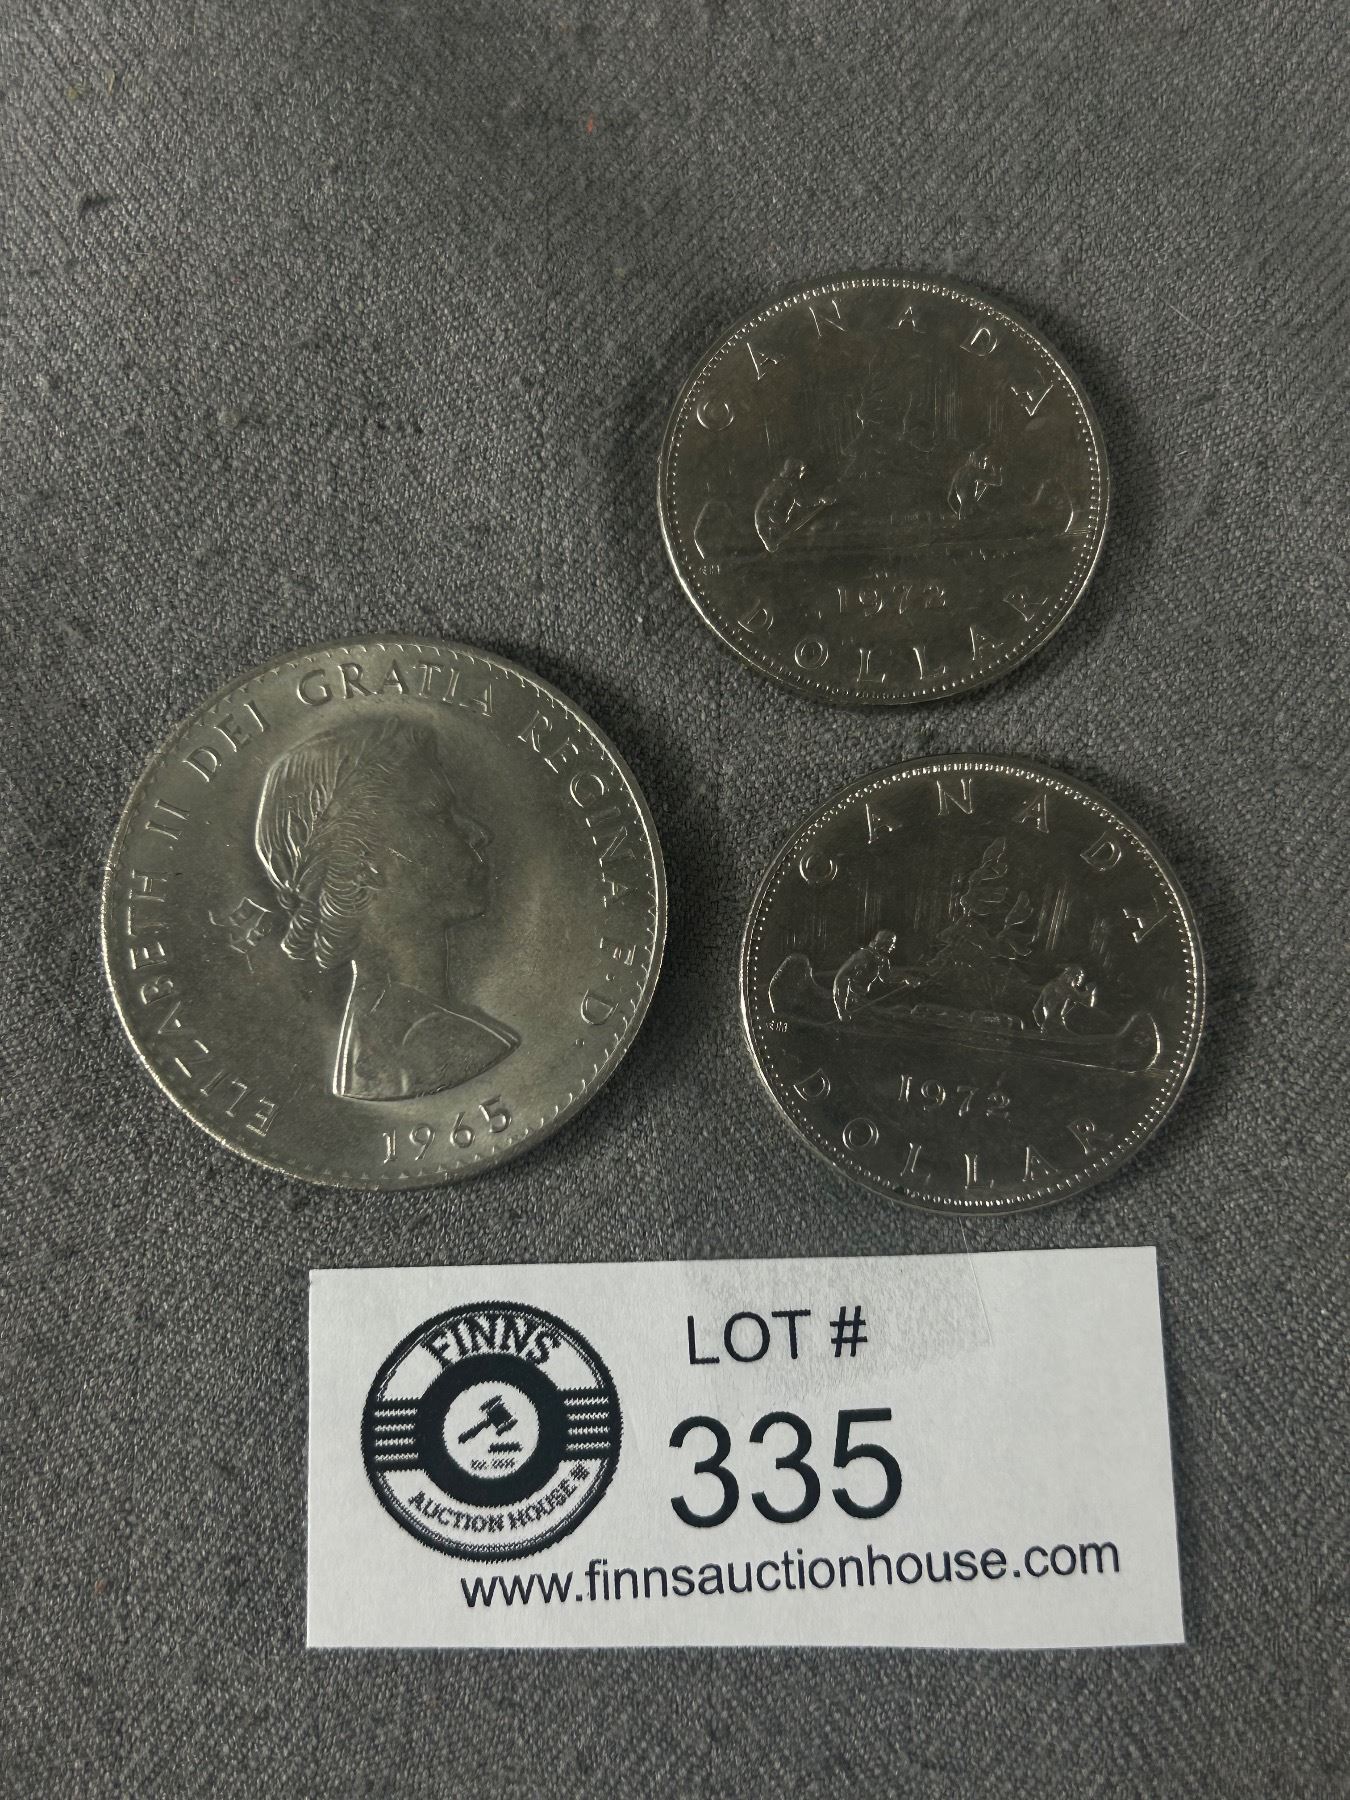 CANADA
1972
DOLLAR
ELIZABETH II DEI GRATIA REGINA F.D.
1965
CANADA
1972
DOLLAR
FINNS
AUCTION HOUSE
LOT #
335
www.finnsauctionhouse.com